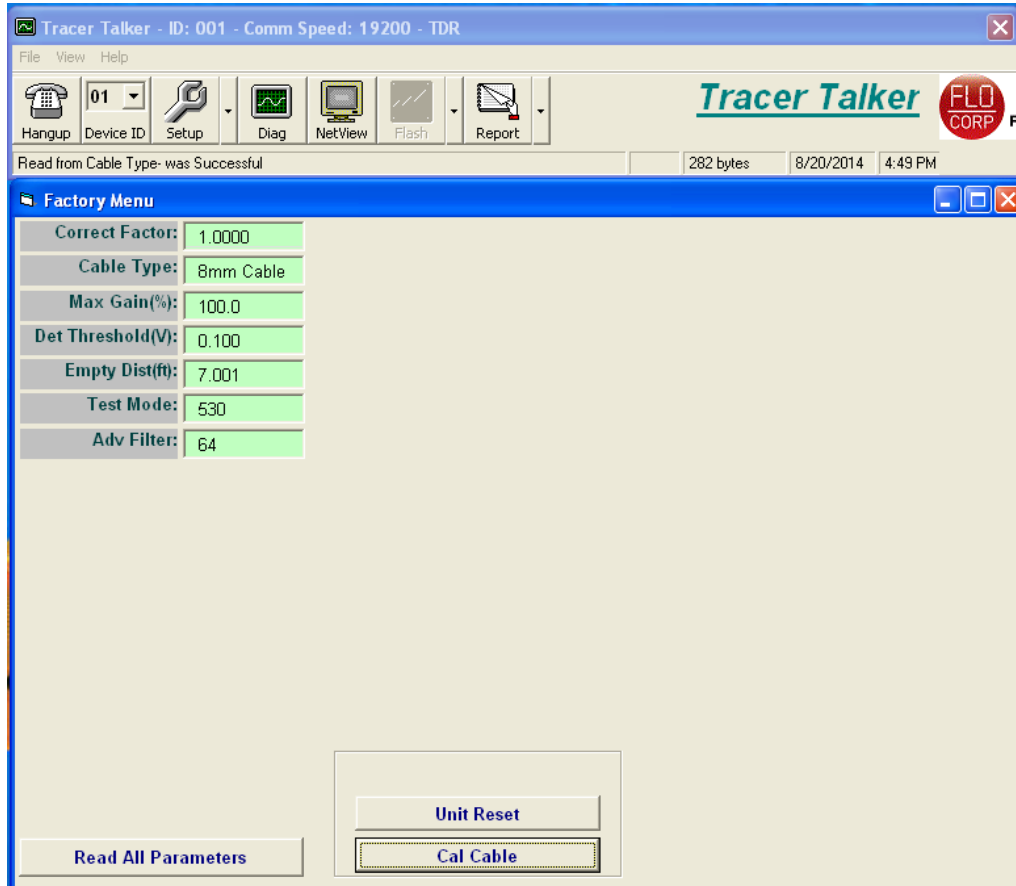 Tracer Talker - ID: 001 - Comm Speed: 19200 - TDR
File View Help
01
Hangup Device ID Setup Diag NetView Flash Report
Tracer Talker
FLO
CORP
Read from Cable Type- was Successful 282 bytes 8/20/2014 4:49 PM
Factory Menu
Correct Factor: 1.0000
Cable Type: 8mm Cable
Max Gain(%): 100.0
Det Threshold(V): 0.100
Empty Dist(ft): 7.001
Test Mode: 530
Adv Filter: 64
Unit Reset
Read All Parameters Cal Cable